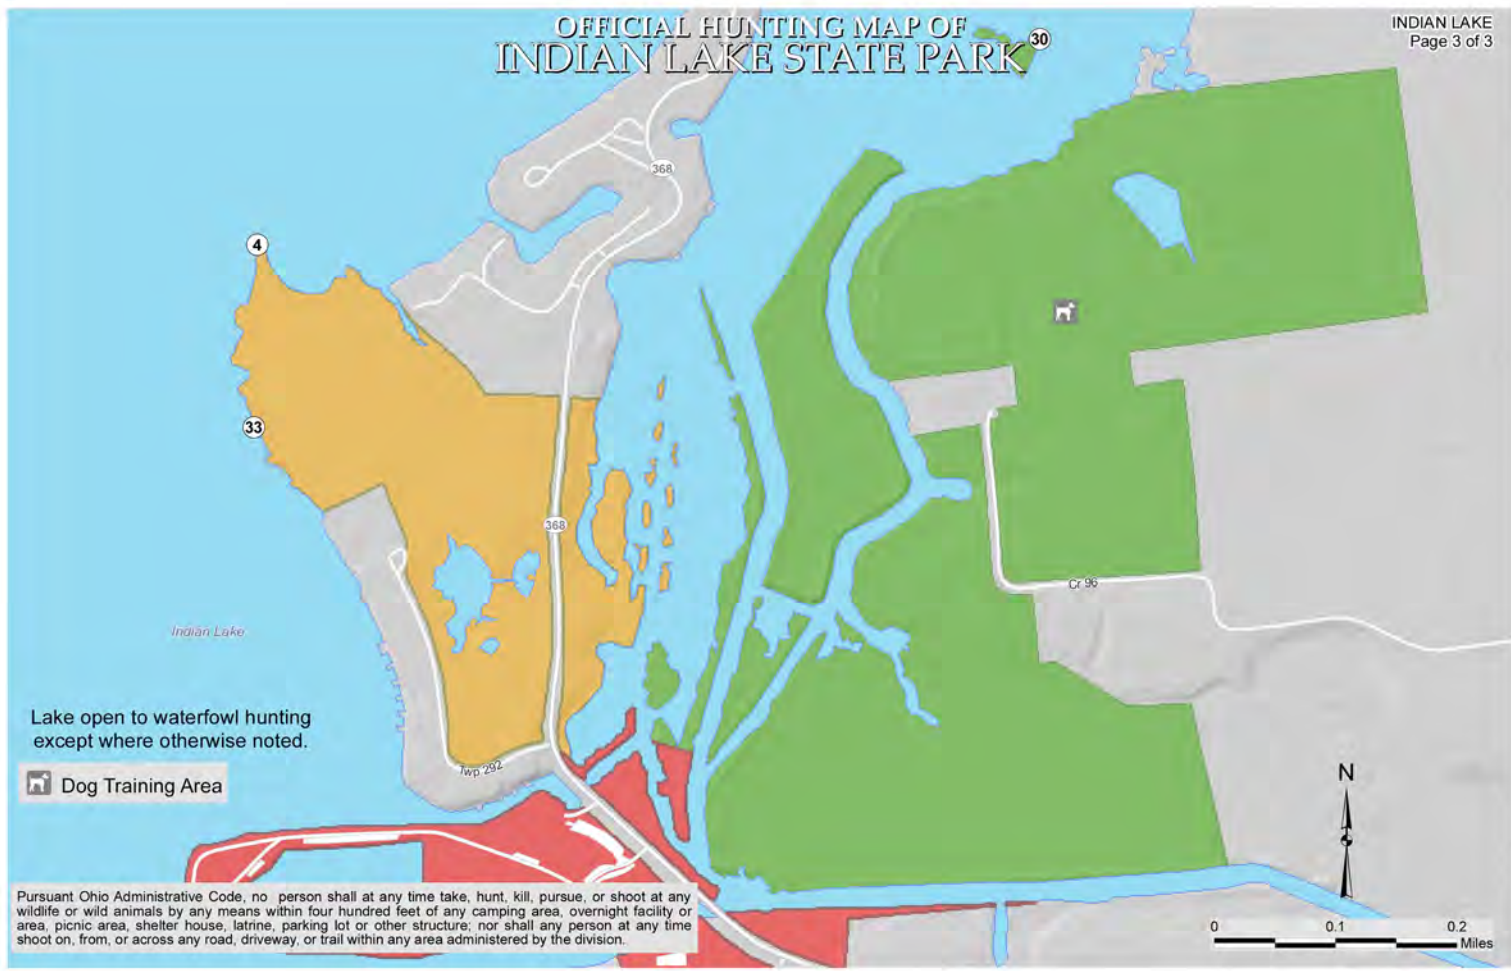 OFFICIAL HUNTING MAP OF
INDIAN LAKE STATE PARK
INDIAN LAKE
Page 3 of 3
30
368
4
33
368
Cr 96
Indian Lake
Lake open to waterfowl hunting
except where otherwise noted.
Dog Training Area
Twp 292
N
Pursuant Ohio Administrative Code, no person shall at any time take, hunt, kill, pursue, or shoot at any
wildlife or wild animals by any means within four hundred feet of any camping area, overnight facility or
area, picnic area, shelter house, latrine, parking lot or other structure; nor shall any person at any time
shoot on, from, or across any road, driveway, or trail within any area administered by the division.
0 0.1 0.2
Miles